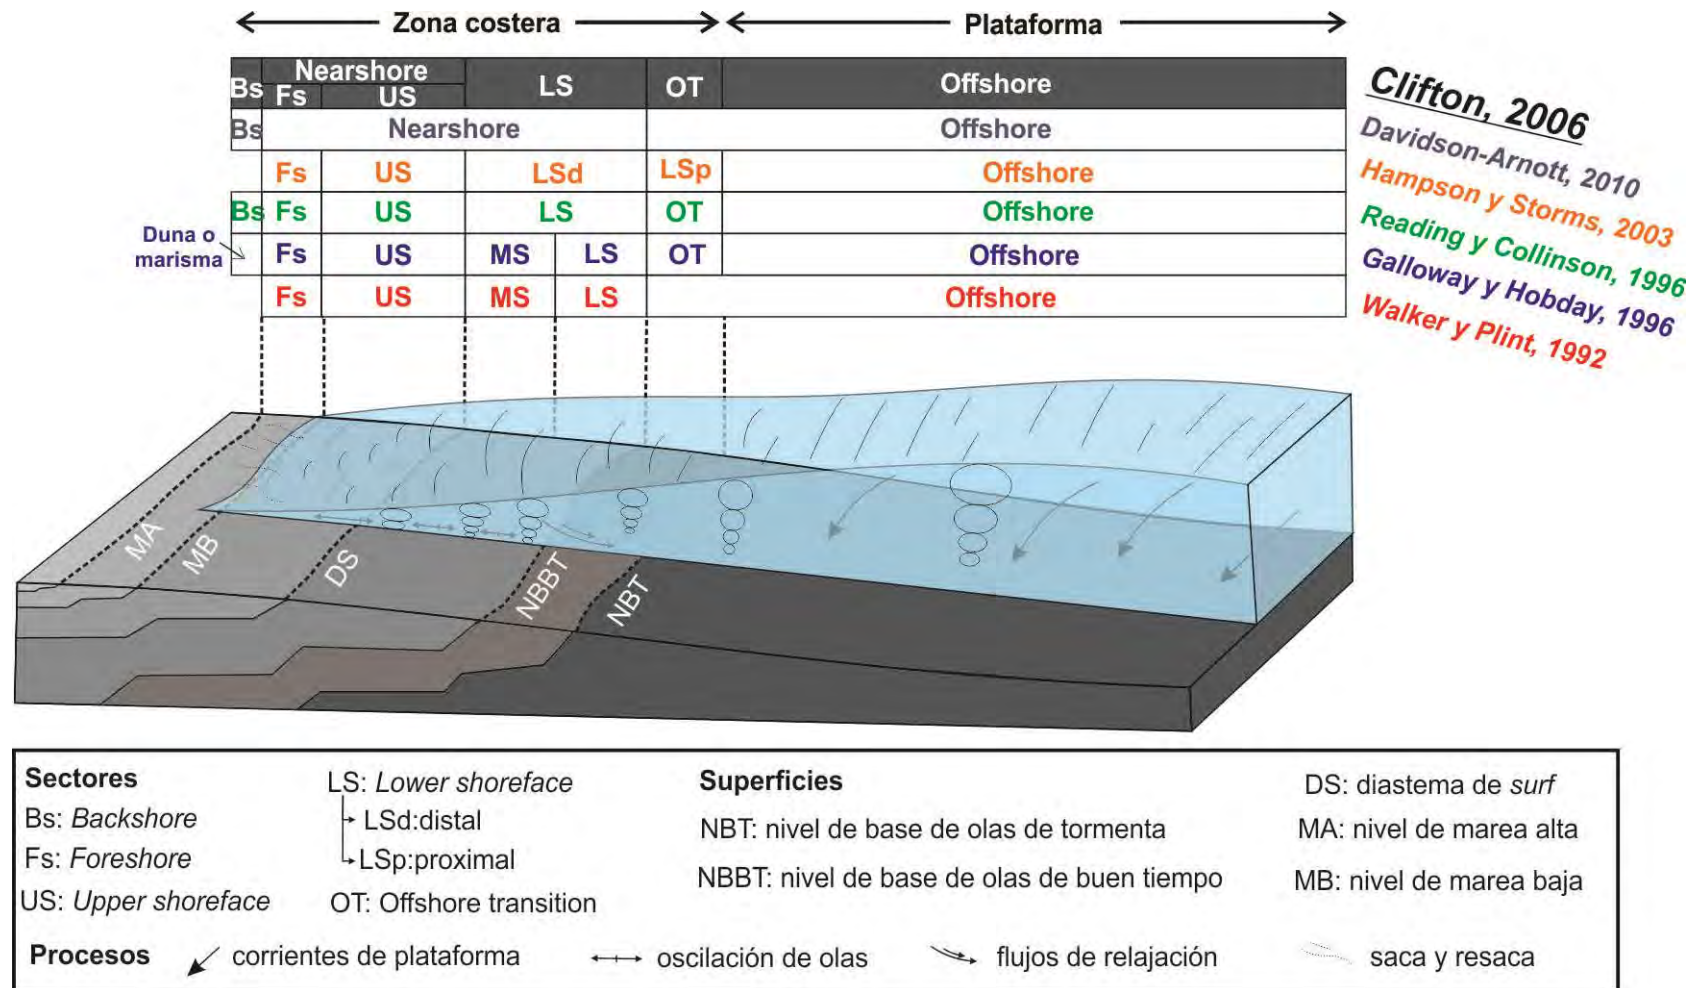 Zona costera Plataforma
Bs Nearshore LS OT Offshore
Fs US
Bs Nearshore Offshore
Fs US LSd LSp Offshore
Bs Fs US LS OT Offshore
Duna o
marisma
Fs US MS LS OT Offshore
Fs US MS LS Offshore
Clifton, 2006
Davidson-Arnott, 2010
Hampson y Storms, 2003
Reading y Collinson, 1996
Galloway y Hobday, 1996
Walker y Plint, 1992
MA
MB
DS
NBBT
NBT
Sectores
Bs: Backshore
Fs: Foreshore
US: Upper shoreface
LS: Lower shoreface
LSd:distal
LSp:proximal
OT: Offshore transition
Superficies
NBT: nivel de base de olas de tormenta
NBBT: nivel de base de olas de buen tiempo
DS: diastema de surf
MA: nivel de marea alta
MB: nivel de marea baja
Procesos corrientes de plataforma oscilación de olas flujos de relajación saca y resaca